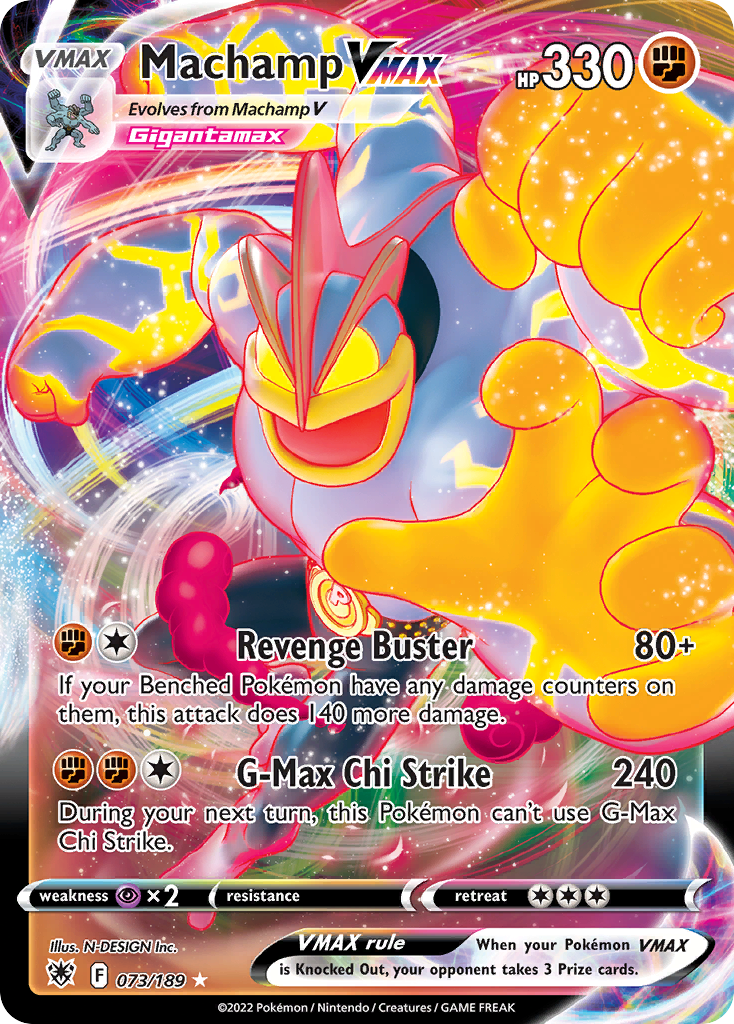 VMAX
Machamp VMAX
HP 330
Evolves from Machamp V
Gigantamax
Revenge Buster 80+
If your Benched Pokémon have any damage counters on
them, this attack does 140 more damage.
G-Max Chi Strike 240
During your next turn, this Pokémon can't use G-Max
Chi Strike.
weakness ×2 resistance retreat
Illus. N-DESIGN Inc.
VMAX rule When your Pokémon VMAX
is Knocked Out, your opponent takes 3 Prize cards.
F 073/189
©2022 Pokémon / Nintendo / Creatures / GAME FREAK